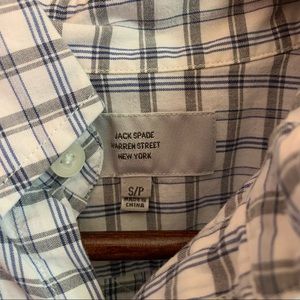 JACK SPADE
WARREN STREET
NEW YORK
S/P
MADE IN
CHINA